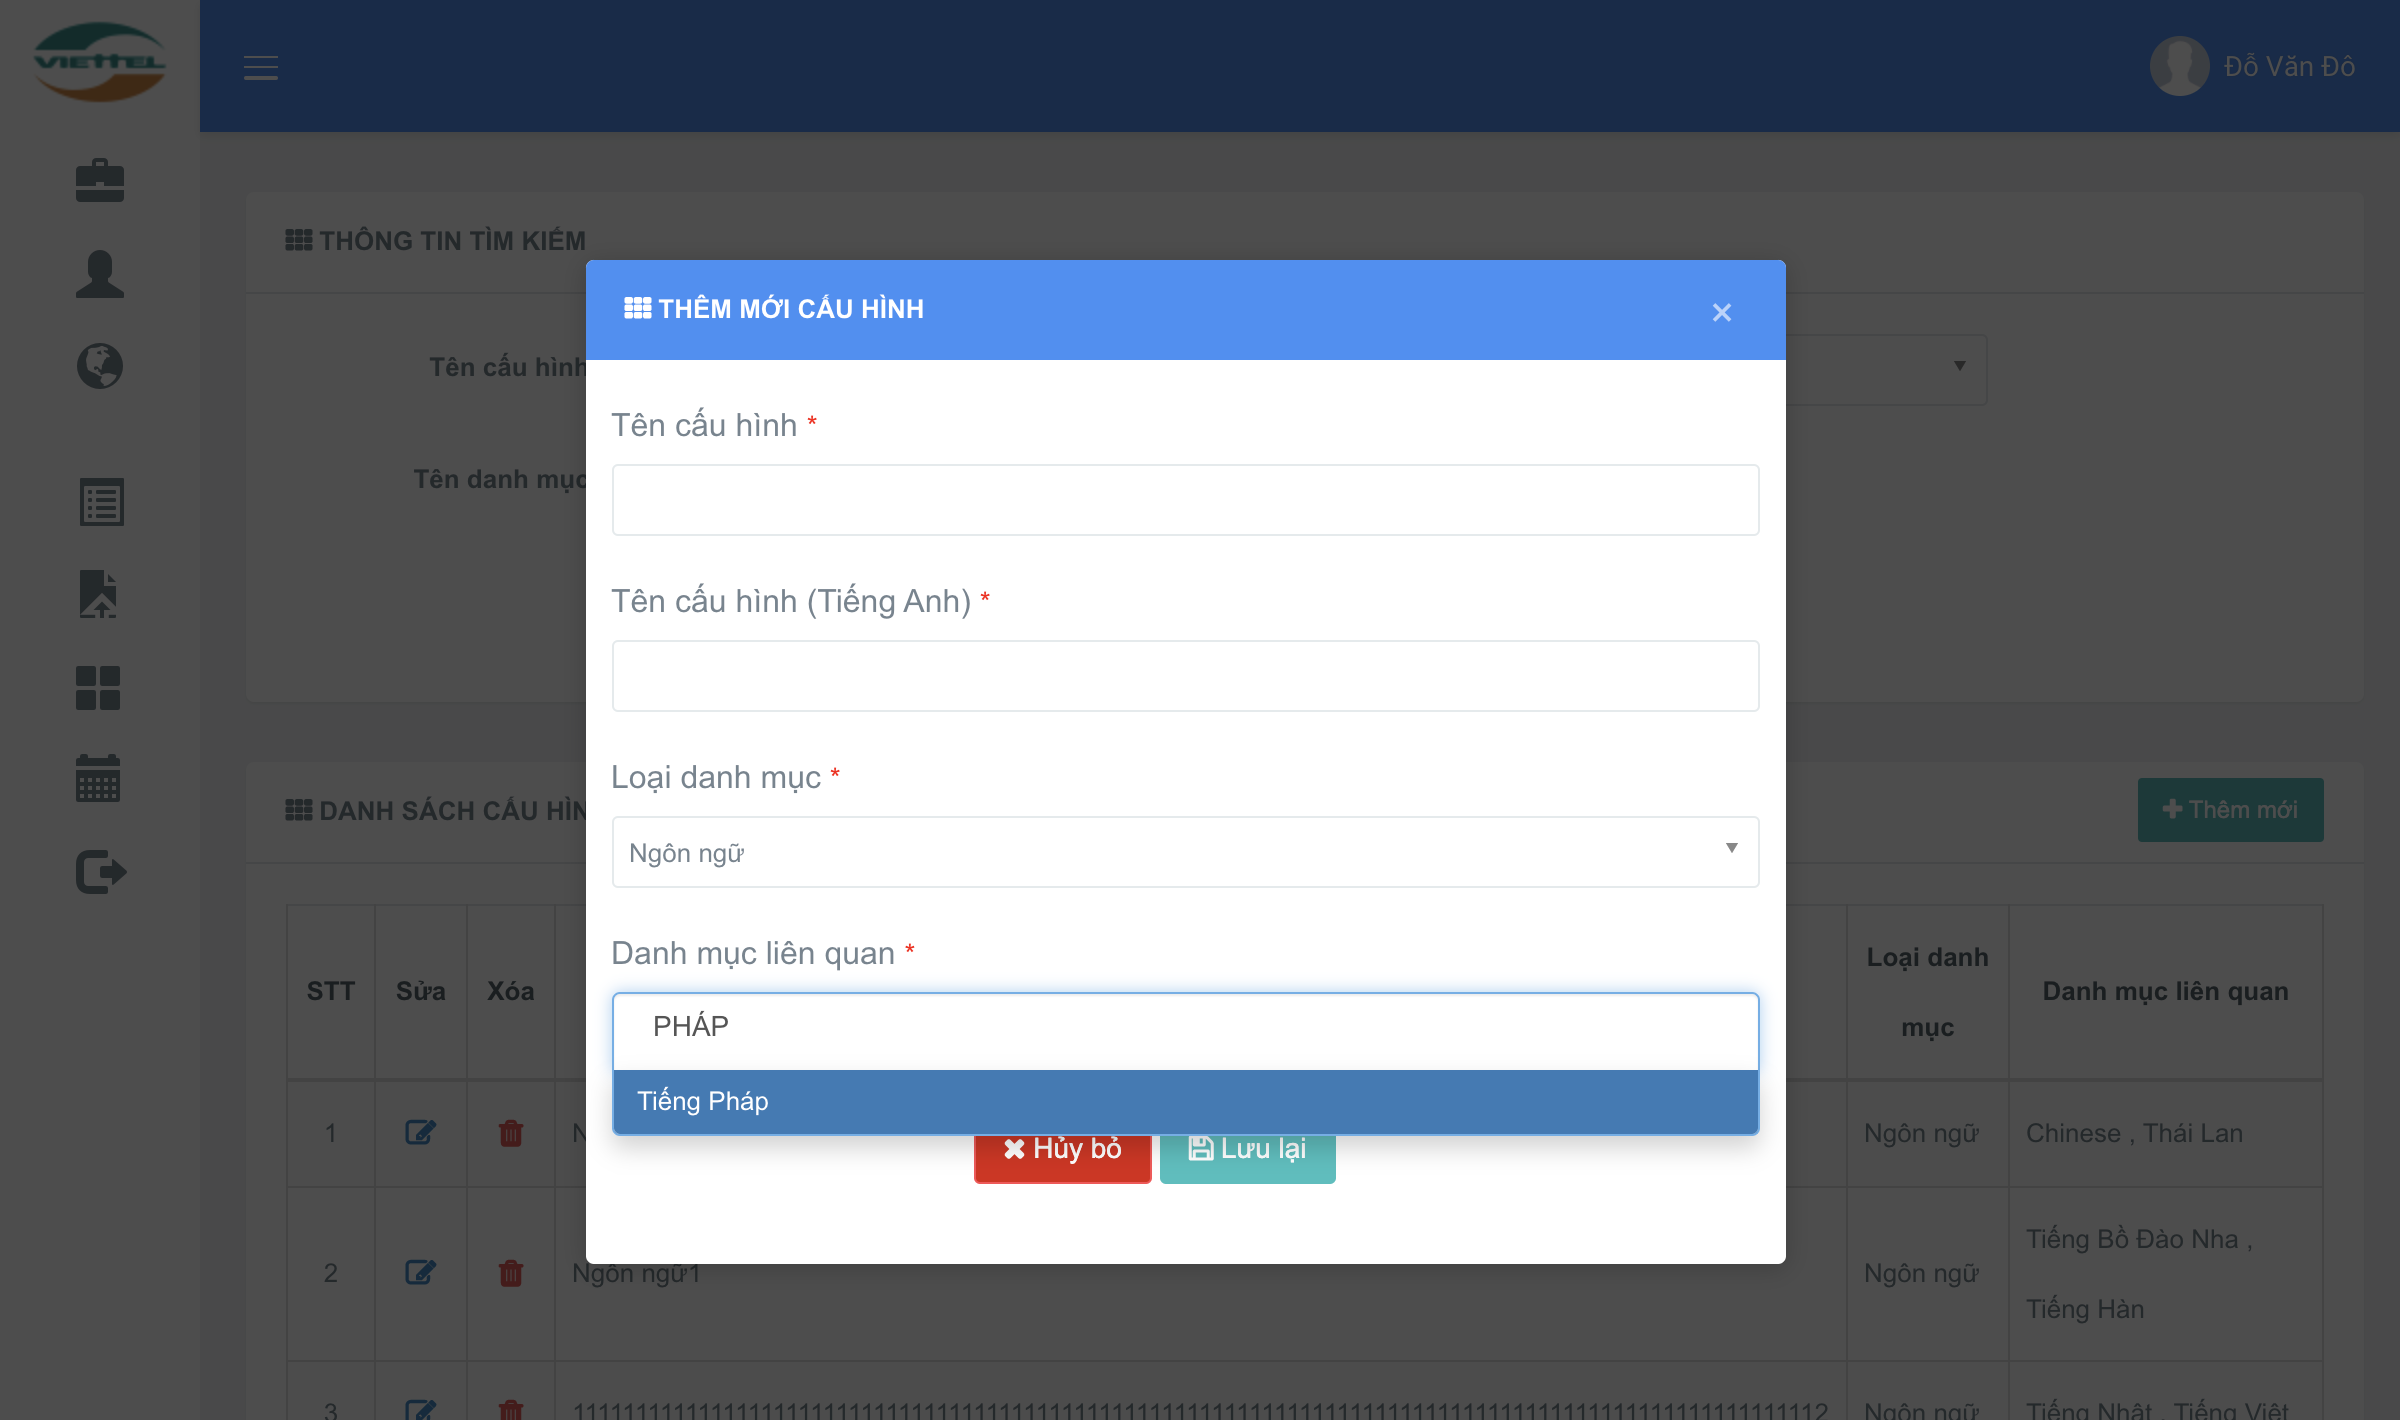 VIETTEL
Đỗ Văn Đô
THÔNG TIN TÌM KIẾM
Tên cấu hình
Tên danh mục
THÊM MỚI CẤU HÌNH
×
Tên cấu hình *
Tên cấu hình (Tiếng Anh) *
Loại danh mục *
Ngôn ngữ
Danh mục liên quan *
PHÁP
Tiếng Pháp
Hủy bỏ
Lưu lại
DANH SÁCH CẤU HÌN
Thêm mới
STT
Sửa
Xóa
Loại danh
mục
Danh mục liên quan
1
N
Ngôn ngữ
Chinese , Thái Lan
2
Ngôn ngữ1
Ngôn ngữ
Tiếng Bồ Đào Nha ,
Tiếng Hàn
3
Ngôn ngữ
Tiếng Nhật , Tiếng Việt